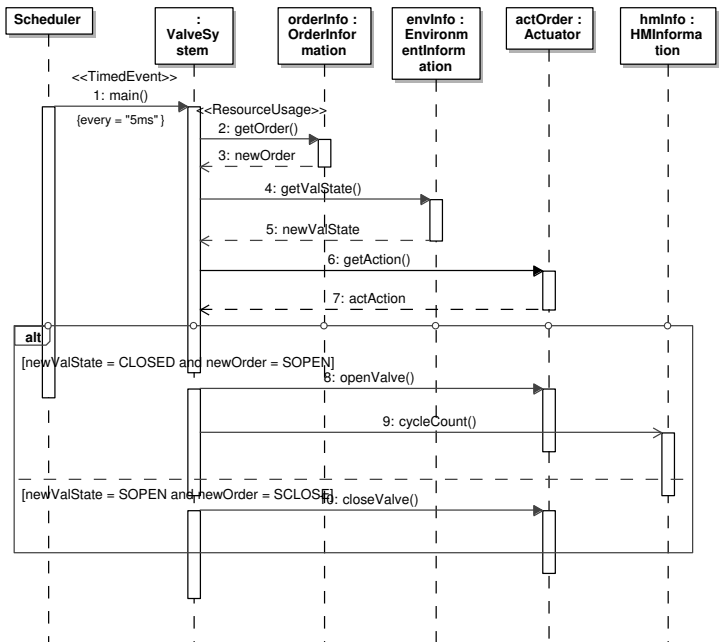 Scheduler
:
ValveSy
stem
orderInfo :
OrderInfor
mation
envInfo :
Environm
entInform
ation
actOrder :
Actuator
hmInfo :
HMInforma
tion
<<TimedEvent>>
1: main()
{every = "5ms" }
<<ResourceUsage>>
2: getOrder()
3: newOrder
4: getValState()
5: newValState
6: getAction()
7: actAction
alt
[newValState = CLOSED and newOrder = SOPEN]
8: openValve()
9: cycleCount()
[newValState = SOPEN and newOrder = SCLOSE]
10: closeValve()